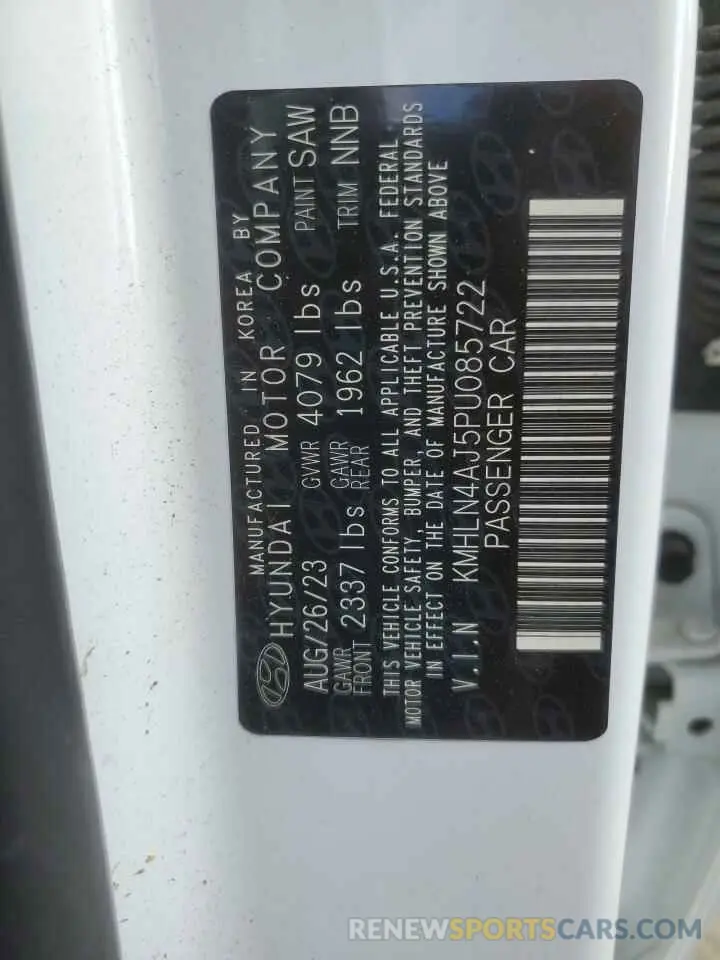 MANUFACTURED IN KOREA BY
HYUNDAI MOTOR COMPANY
AUG/26/23 GVWR 4079 lbs PAINT SAW
GAWR FRONT 2337 lbs GAWR REAR 1962 lbs TRIM NNB
THIS VEHICLE CONFORMS TO ALL APPLICABLE U.S.A. FEDERAL
MOTOR VEHICLE SAFETY, BUMPER, AND THEFT PREVENTION STANDARDS
IN EFFECT ON THE DATE OF MANUFACTURE SHOWN ABOVE
V.I.N KMHLN4AJ5PU085722
PASSENGER CAR
RENEWSPORTSCARS.COM